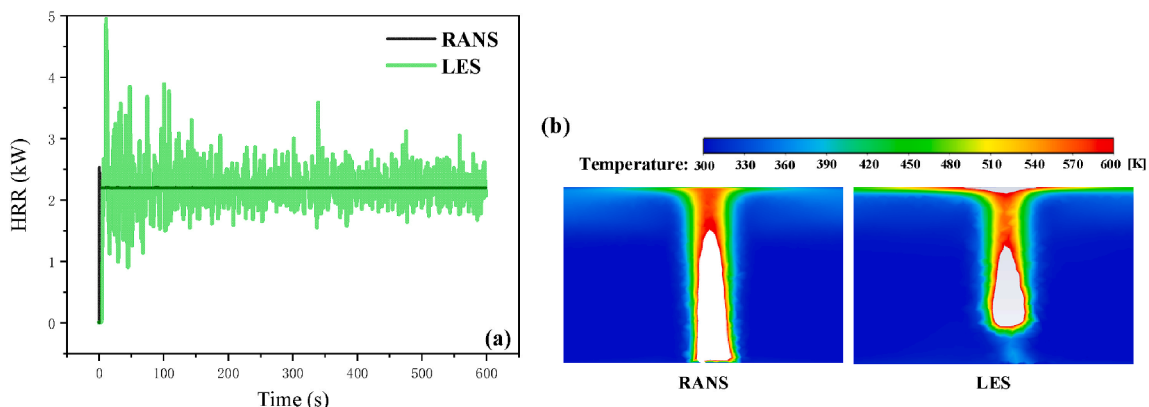 5
4
3
2
1
0
HRR (kW)
RANS
LES
(a)
0 100 200 300 400 500 600
Time (s)
(b)
Temperature: 300 330 360 390 420 450 480 510 540 570 600 [K]
RANS LES